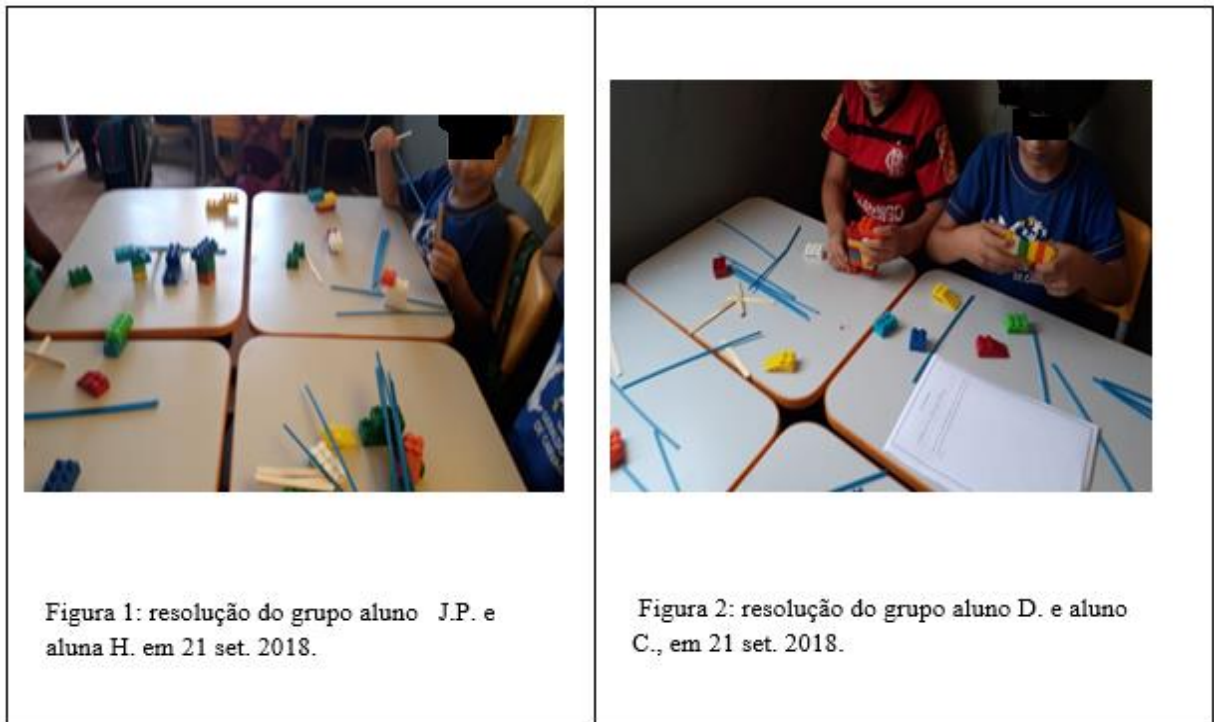 MENGO
Figura 1: resolução do grupo aluno J.P. e
aluna H. em 21 set. 2018.
Figura 2: resolução do grupo aluno D. e aluno
C., em 21 set. 2018.